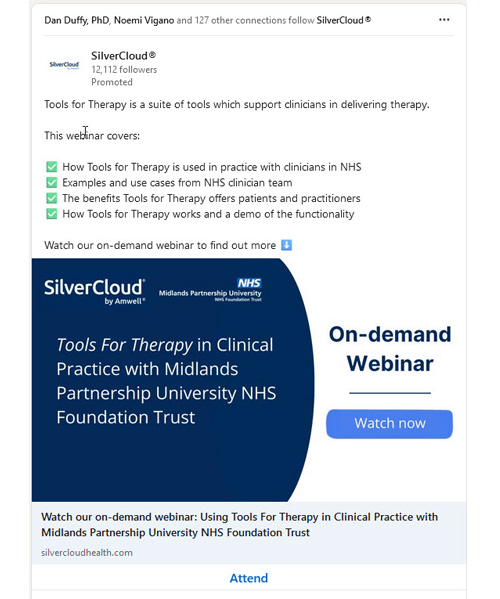 Dan Duffy, PhD, Noemi Vigano and 127 other connections follow SilverCloud®
SilverCloud
SilverCloud®
12,112 followers
Promoted
Tools for Therapy is a suite of tools which support clinicians in delivering therapy.
This webinar covers:
✅ How Tools for Therapy is used in practice with clinicians in NHS
✅ Examples and use cases from NHS clinician team
✅ The benefits Tools for Therapy offers patients and practitioners
✅ How Tools for Therapy works and a demo of the functionality
Watch our on-demand webinar to find out more ⬇️
SilverCloud®
by Amwell®
NHS
Midlands Partnership University
NHS Foundation Trust
Tools For Therapy in Clinical
Practice with Midlands
Partnership University NHS
Foundation Trust
On-demand
Webinar
Watch now
Watch our on-demand webinar: Using Tools For Therapy in Clinical Practice with
Midlands Partnership University NHS Foundation Trust
silvercloudhealth.com
Attend